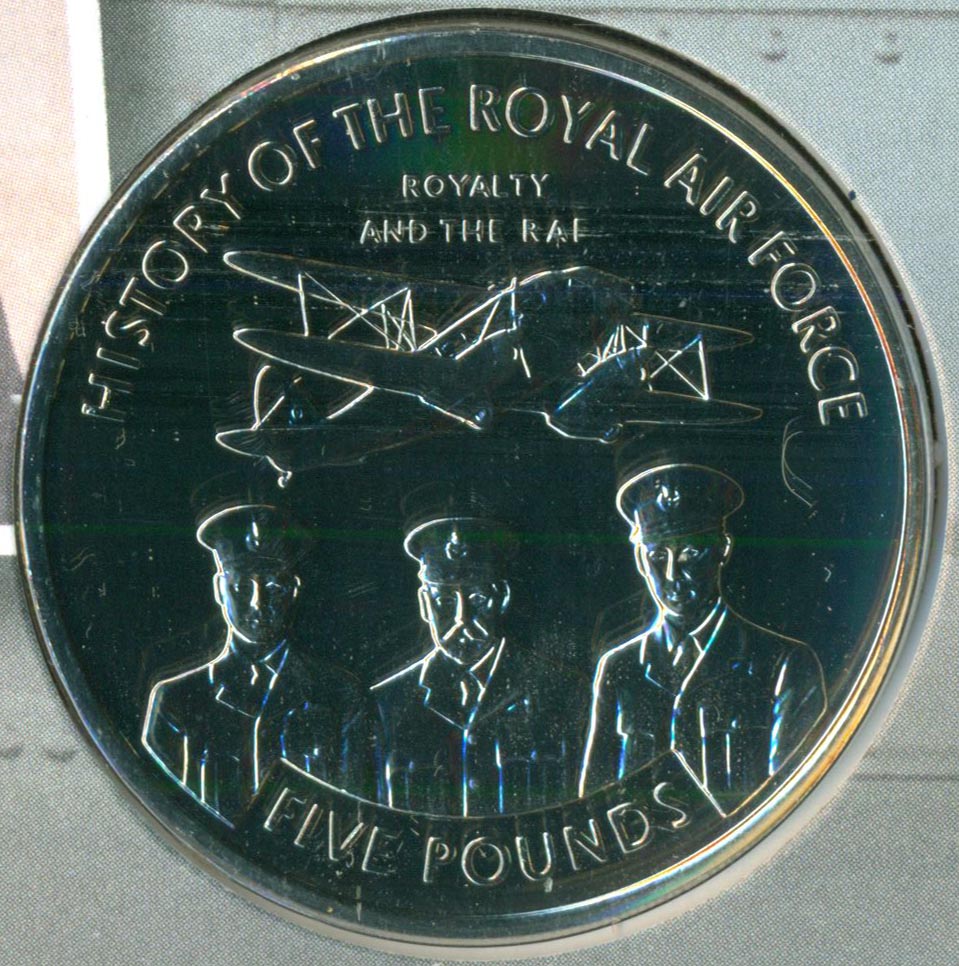 HISTORY OF THE ROYAL AIR FORCE
ROYALTY
AND THE RAF
FIVE POUNDS